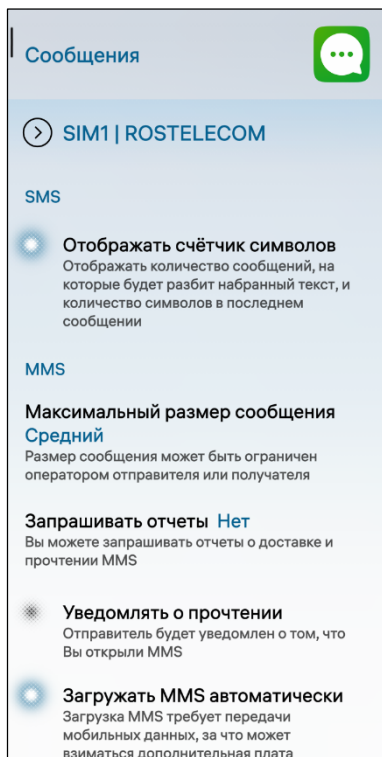 Сообщения
SIM1 | ROSTELECOM
SMS
Отображать счётчик символов
Отображать количество сообщений, на
которые будет разбит набранный текст, и
количество символов в последнем
сообщении
MMS
Максимальный размер сообщения
Средний
Размер сообщения может быть ограничен
оператором отправителя или получателя
Запрашивать отчеты Нет
Вы можете запрашивать отчеты о доставке и
прочтении MMS
Уведомлять о прочтении
Отправитель будет уведомлен о том, что
Вы открыли MMS
Загружать MMS автоматически
Загрузка MMS требует передачи
мобильных данных, за что может
взиматься дополнительная плата